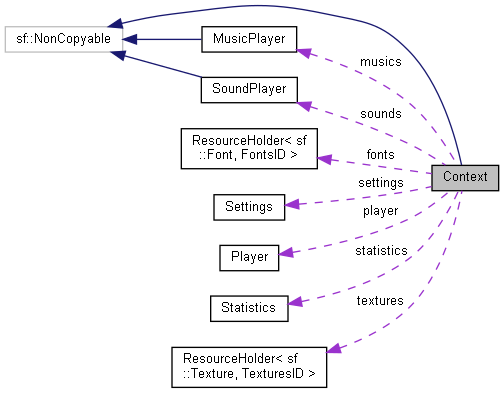 sf::NonCopyable
MusicPlayer
musics
SoundPlayer
sounds
ResourceHolder< sf
::Font, FontsID >
fonts
Context
settings
Settings
player
Player
statistics
Statistics
textures
ResourceHolder< sf
::Texture, TexturesID >